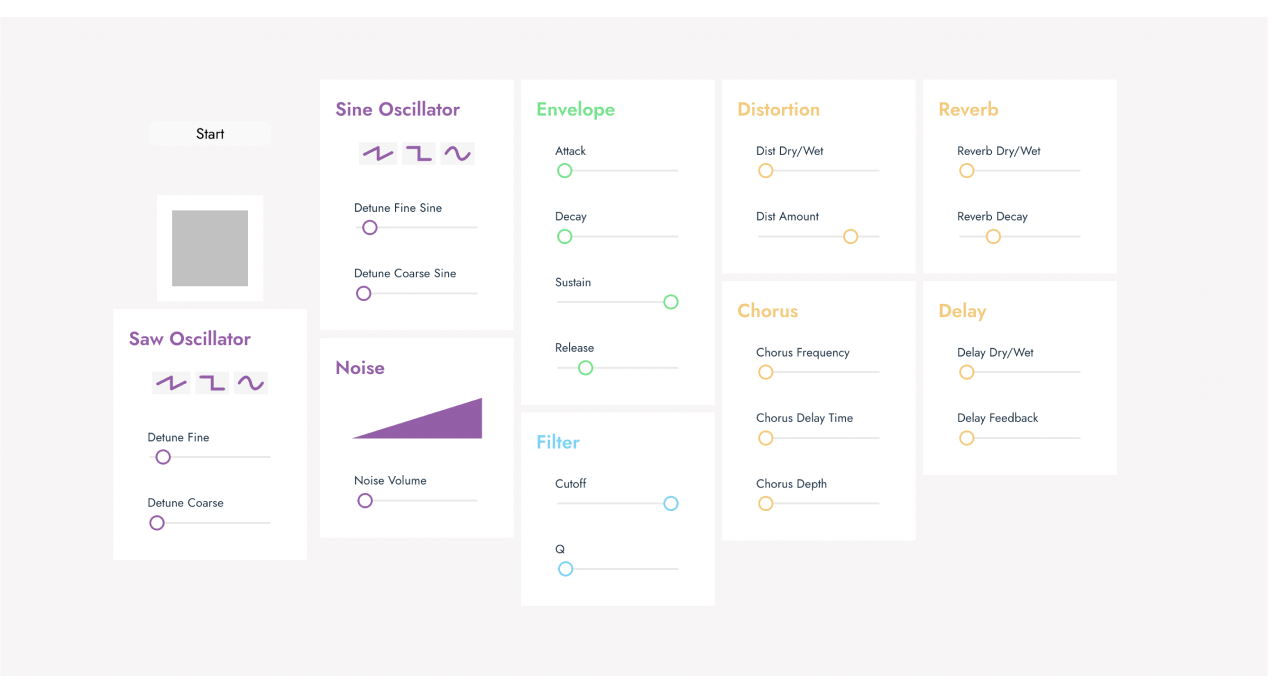 Start
Saw Oscillator
Detune Fine
Detune Coarse
Sine Oscillator
Detune Fine Sine
Detune Coarse Sine
Noise
Noise Volume
Envelope
Attack
Decay
Sustain
Release
Filter
Cutoff
Q
Distortion
Dist Dry/Wet
Dist Amount
Chorus
Chorus Frequency
Chorus Delay Time
Chorus Depth
Reverb
Reverb Dry/Wet
Reverb Decay
Delay
Delay Dry/Wet
Delay Feedback